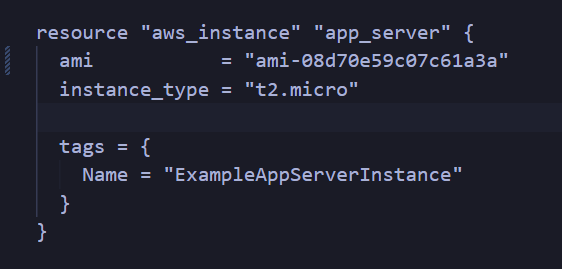 resource "aws_instance" "app_server" {
  ami           = "ami-08d70e59c07c61a3a"
  instance_type = "t2.micro"

  tags = {
    Name = "ExampleAppServerInstance"
  }
}